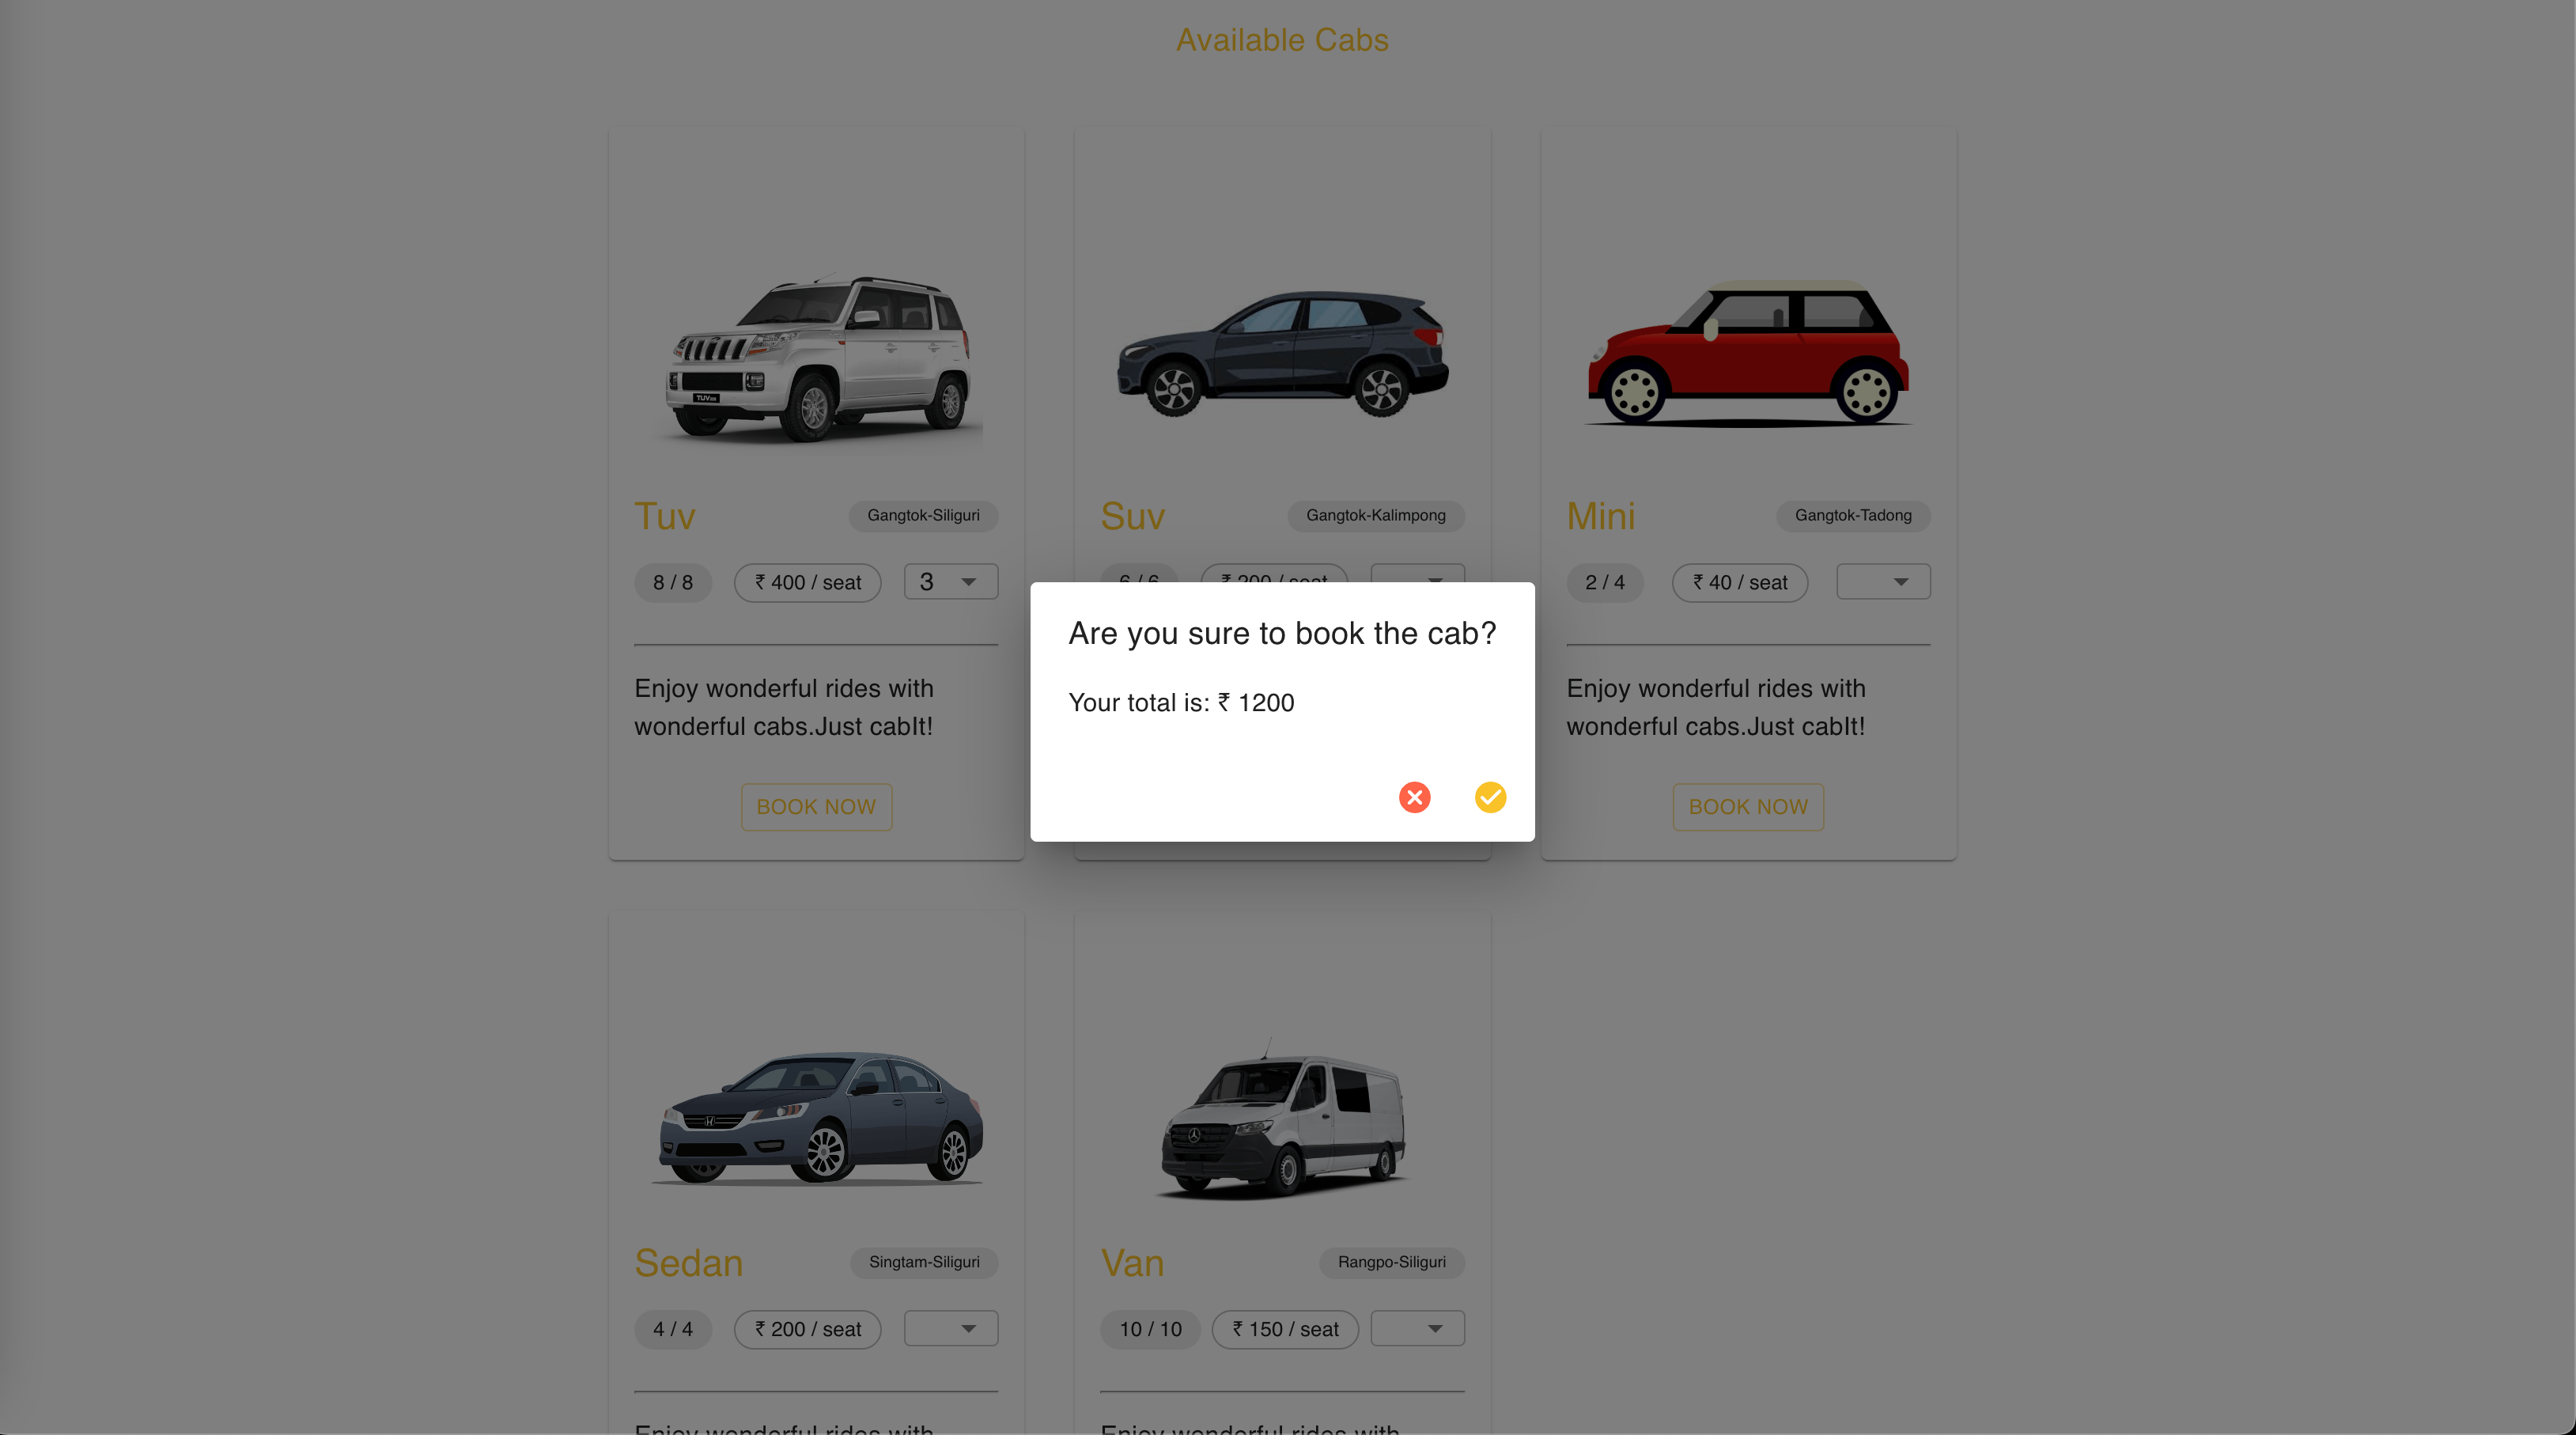 Available Cabs
Tuv
Gangtok-Siliguri
8 / 8
₹ 400 / seat
3
Enjoy wonderful rides with
wonderful cabs.Just cabIt!
BOOK NOW
Suv
Gangtok-Kalimpong
6 / 6
₹ 200 / seat
Mini
Gangtok-Tadong
2 / 4
₹ 40 / seat
Enjoy wonderful rides with
wonderful cabs.Just cabIt!
BOOK NOW
Are you sure to book the cab?
Your total is: ₹ 1200
Sedan
Singtam-Siliguri
4 / 4
₹ 200 / seat
Enjoy wonderful rides with
Van
Rangpo-Siliguri
10 / 10
₹ 150 / seat
Enjoy wonderful rides with